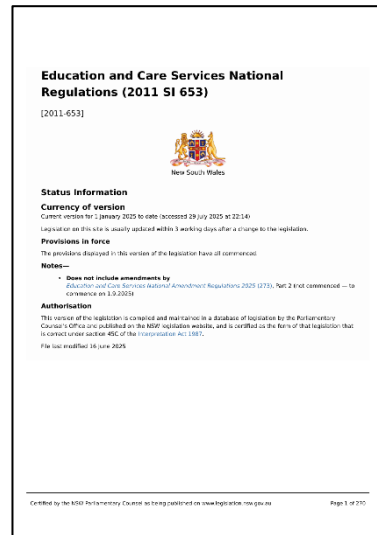 Education and Care Services National
Regulations (2011 SI 653)
[2011-653]
New South Wales
Status Information
Currency of version
Current version for 1 January 2025 to date (accessed 29 July 2025 at 22:14)
Legislation on this site is usually updated within 3 working days after a change to the legislation.
Provisions in force
The provisions displayed in this version of the legislation have all commenced.
Notes—
• Does not include amendments by
Education and Care Services National Amendment Regulations 2025 (273), Part 2 (not commenced — to
commence on 1.9.2025)
Authorisation
This version of the legislation is compiled and maintained in a database of legislation by the Parliamentary
Counsel's Office and published on the NSW legislation website, and is certified as the form of that legislation that
is correct under section 45C of the Interpretation Act 1987.
File last modified 16 June 2025
Certified by the NSW Parliamentary Counsel as being published on www.legislation.nsw.gov.au
Page 1 of 290